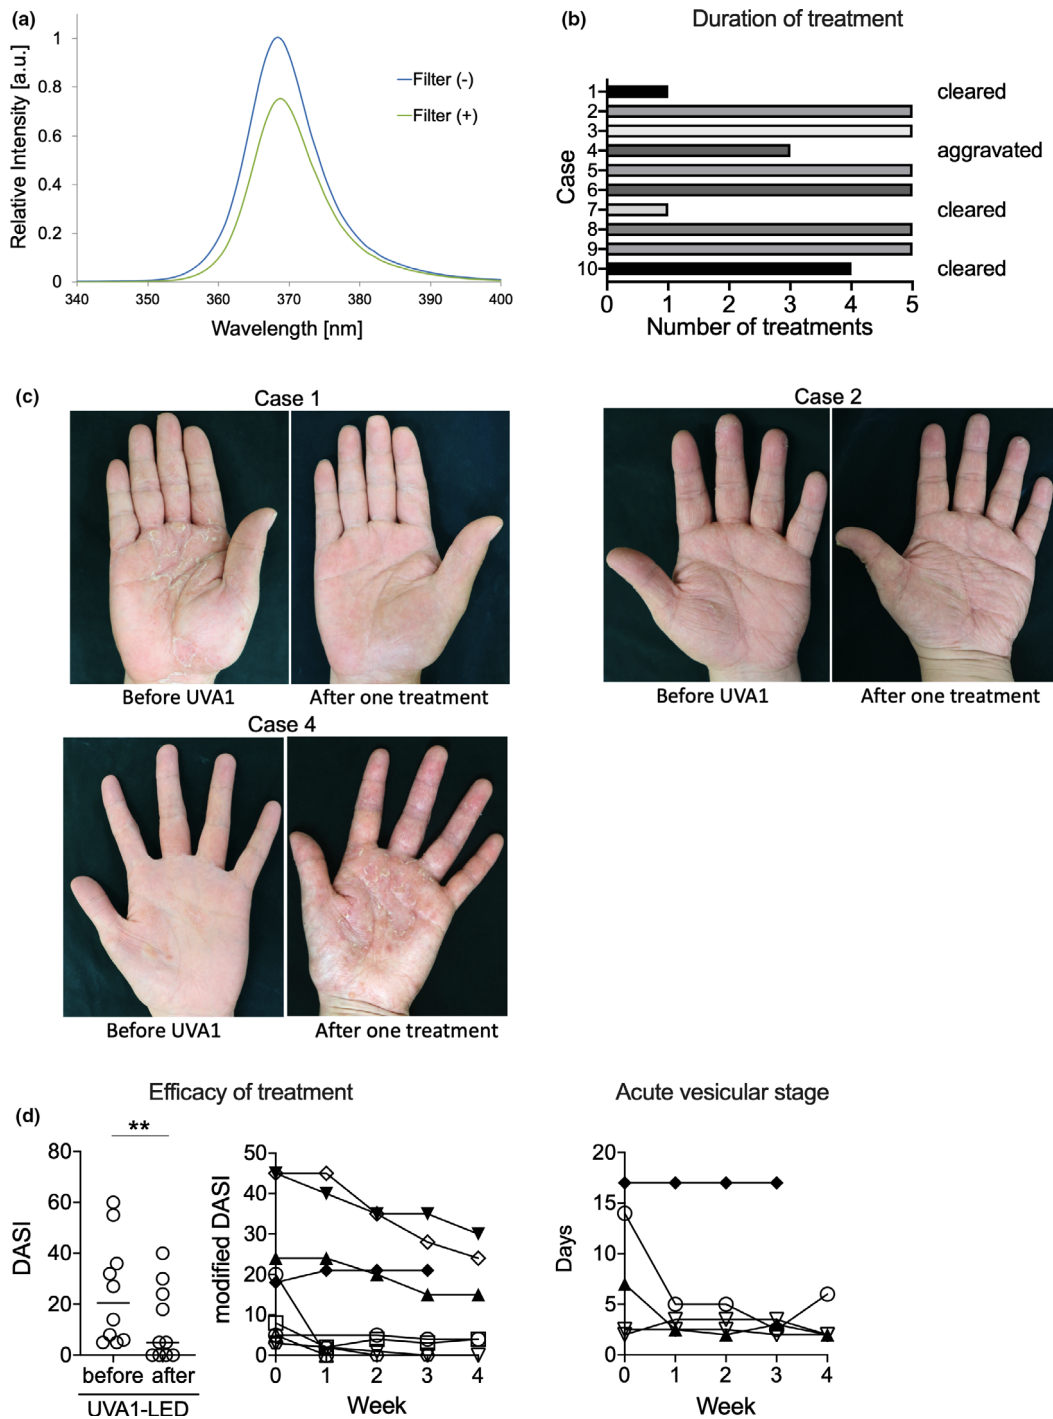 (a)
Relative Intensity [a.u.]
1
0.8
0.6
0.4
0.2
0
340
350
360
370
380
390
400
Wavelength [nm]
Filter (-)
Filter (+)
(b)
Duration of treatment
Case
1
2
3
4
5
6
7
8
9
10
cleared
aggravated
cleared
cleared
0
1
2
3
4
5
Number of treatments
(c)
Case 1
Before UVA1
After one treatment
Case 2
Before UVA1
After one treatment
Case 4
Before UVA1
After one treatment
(d)
Efficacy of treatment
**
DASI
80
60
40
20
0
before after
UVA1-LED
modified DASI
50
40
30
20
10
0
0 1 2 3 4
Week
Acute vesicular stage
Days
20
15
10
5
0
0 1 2 3 4
Week